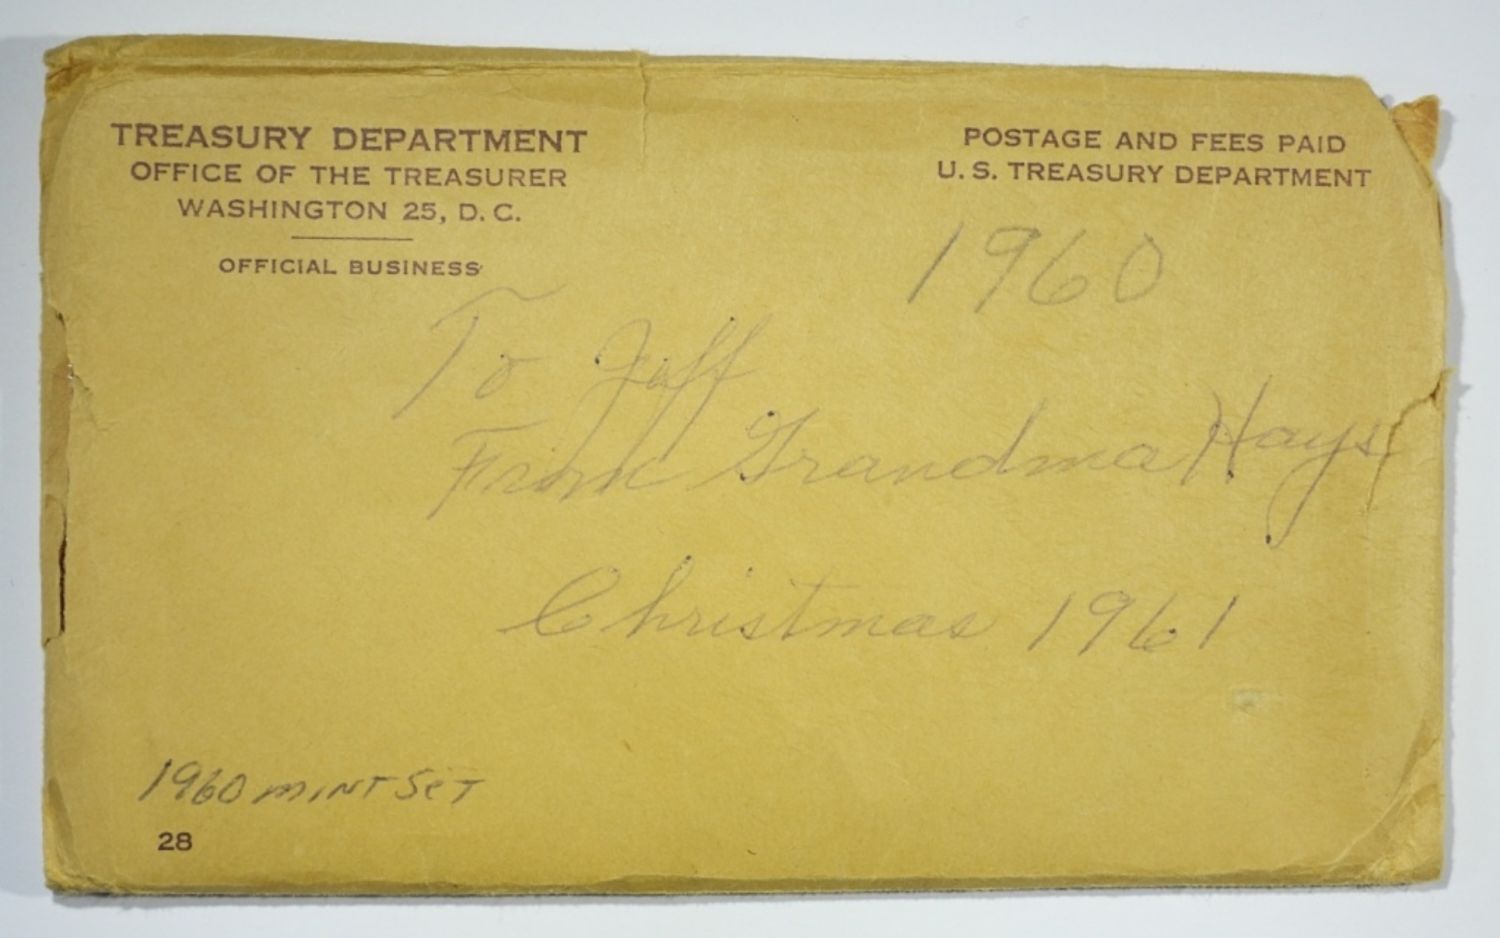 TREASURY DEPARTMENT
OFFICE OF THE TREASURER
WASHINGTON 25, D. C.
OFFICIAL BUSINESS
POSTAGE AND FEES PAID
U. S. TREASURY DEPARTMENT
1960
To Jeff
From Grandma Hays
Christmas 1961
1960 MINT SeT
28